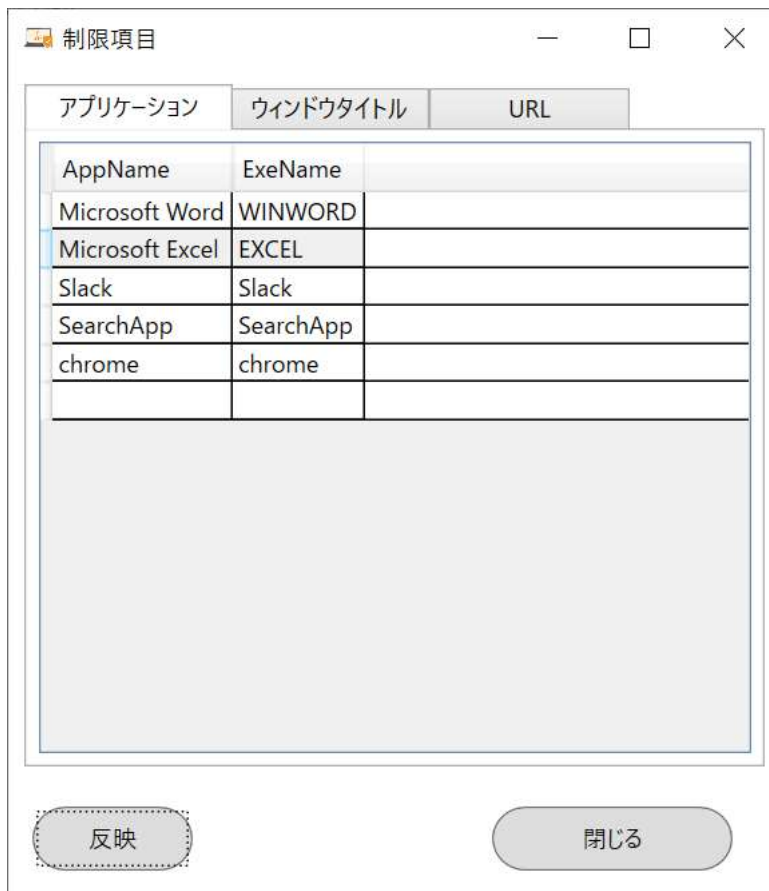 制限項目
アプリケーション ウィンドウタイトル URL
AppName ExeName
Microsoft Word WINWORD
Microsoft Excel EXCEL
Slack Slack
SearchApp SearchApp
chrome chrome
反映 閉じる